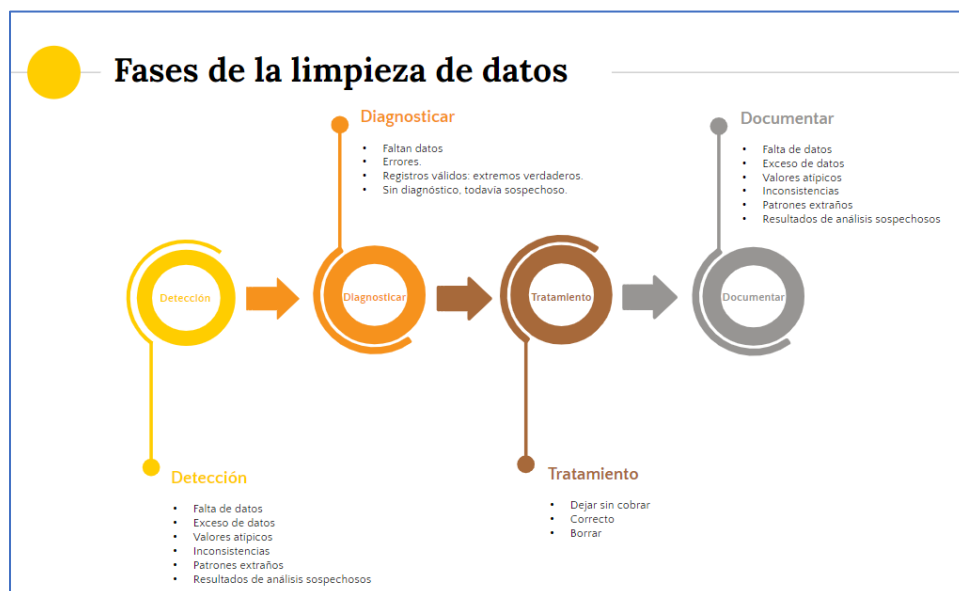 Fases de la limpieza de datos
Diagnosticar
• Faltan datos
• Errores.
• Registros válidos: extremos verdaderos.
• Sin diagnóstico, todavía sospechoso.
Documentar
• Falta de datos
• Exceso de datos
• Valores atípicos
• Inconsistencias
• Patrones extraños
• Resultados de análisis sospechosos
Detección
Diagnosticar
Tratamiento
Documentar
Detección
• Falta de datos
• Exceso de datos
• Valores atípicos
• Inconsistencias
• Patrones extraños
• Resultados de análisis sospechosos
Tratamiento
• Dejar sin cobrar
• Correcto
• Borrar